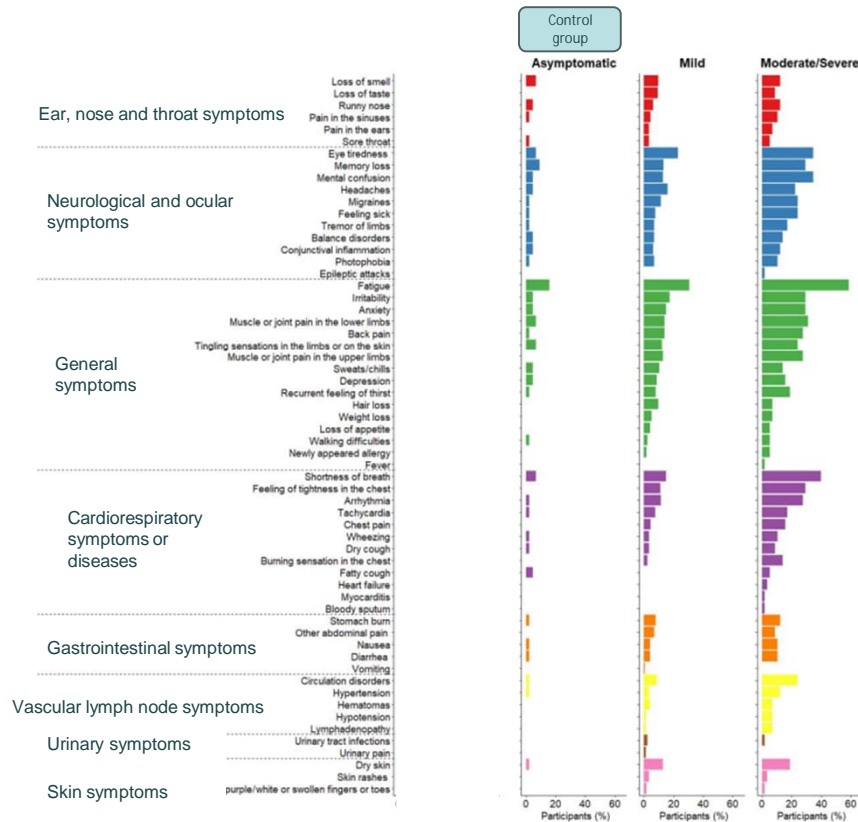 Control
group
Asymptomatic
Mild
Moderate/Severe
Ear, nose and throat symptoms
Loss of smell
Loss of taste
Runny nose
Pain in the sinuses
Pain in the ears
Sore throat
Neurological and ocular
symptoms
Eye tiredness
Memory loss
Mental confusion
Headaches
Migraines
Feeling sick
Tremor of limbs
Balance disorders
Conjunctival inflammation
Photophobia
Epileptic attacks
General
symptoms
Fatigue
Irritability
Anxiety
Muscle or joint pain in the lower limbs
Back pain
Tingling sensations in the limbs or on the skin
Muscle or joint pain in the upper limbs
Sweats/chills
Depression
Recurrent feeling of thirst
Hair loss
Weight loss
Loss of appetite
Walking difficulties
Newly appeared allergy
Fever
Cardiorespiratory
symptoms or
diseases
Shortness of breath
Feeling of tightness in the chest
Arrhythmia
Tachycardia
Chest pain
Wheezing
Dry cough
Burning sensation in the chest
Fatty cough
Heart failure
Myocarditis
Bloody sputum
Gastrointestinal symptoms
Stomach burn
Other abdominal pain
Nausea
Diarrhea
Vomiting
Vascular lymph node symptoms
Circulation disorders
Hypertension
Hematomas
Hypotension
Lymphadenopathy
Urinary symptoms
Urinary tract infections
Urinary pain
Skin symptoms
Dry skin
Skin rashes
purple/white or swollen fingers or toes
0 20 40 60
0 20 40 60
0 20 40 60
Participants (%)
Participants (%)
Participants (%)